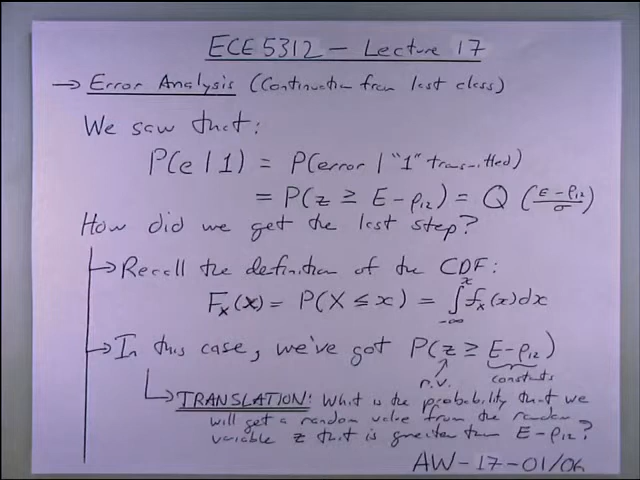 ECE 5312 - Lecture 17
→ Error Analysis (Continuation from last class)
We saw that:
P(e | 1) = P(error | "1" transmitted)
= P(z ≥ E - ρ₁₂) = Q((E - ρ₁₂)/σ)
How did we get the last step?
→ Recall the definition of the CDF:
Fₓ(x) = P(X ≤ x) = ∫_{-∞}^{x} fₓ(x)dx
→ In this case, we've got P(z ≥ E - ρ₁₂)
r.v. constants
→ TRANSLATION: What is the probability that we
will get a random value from the random
variable z that is greater than E - ρ₁₂?
AW-17-01/06